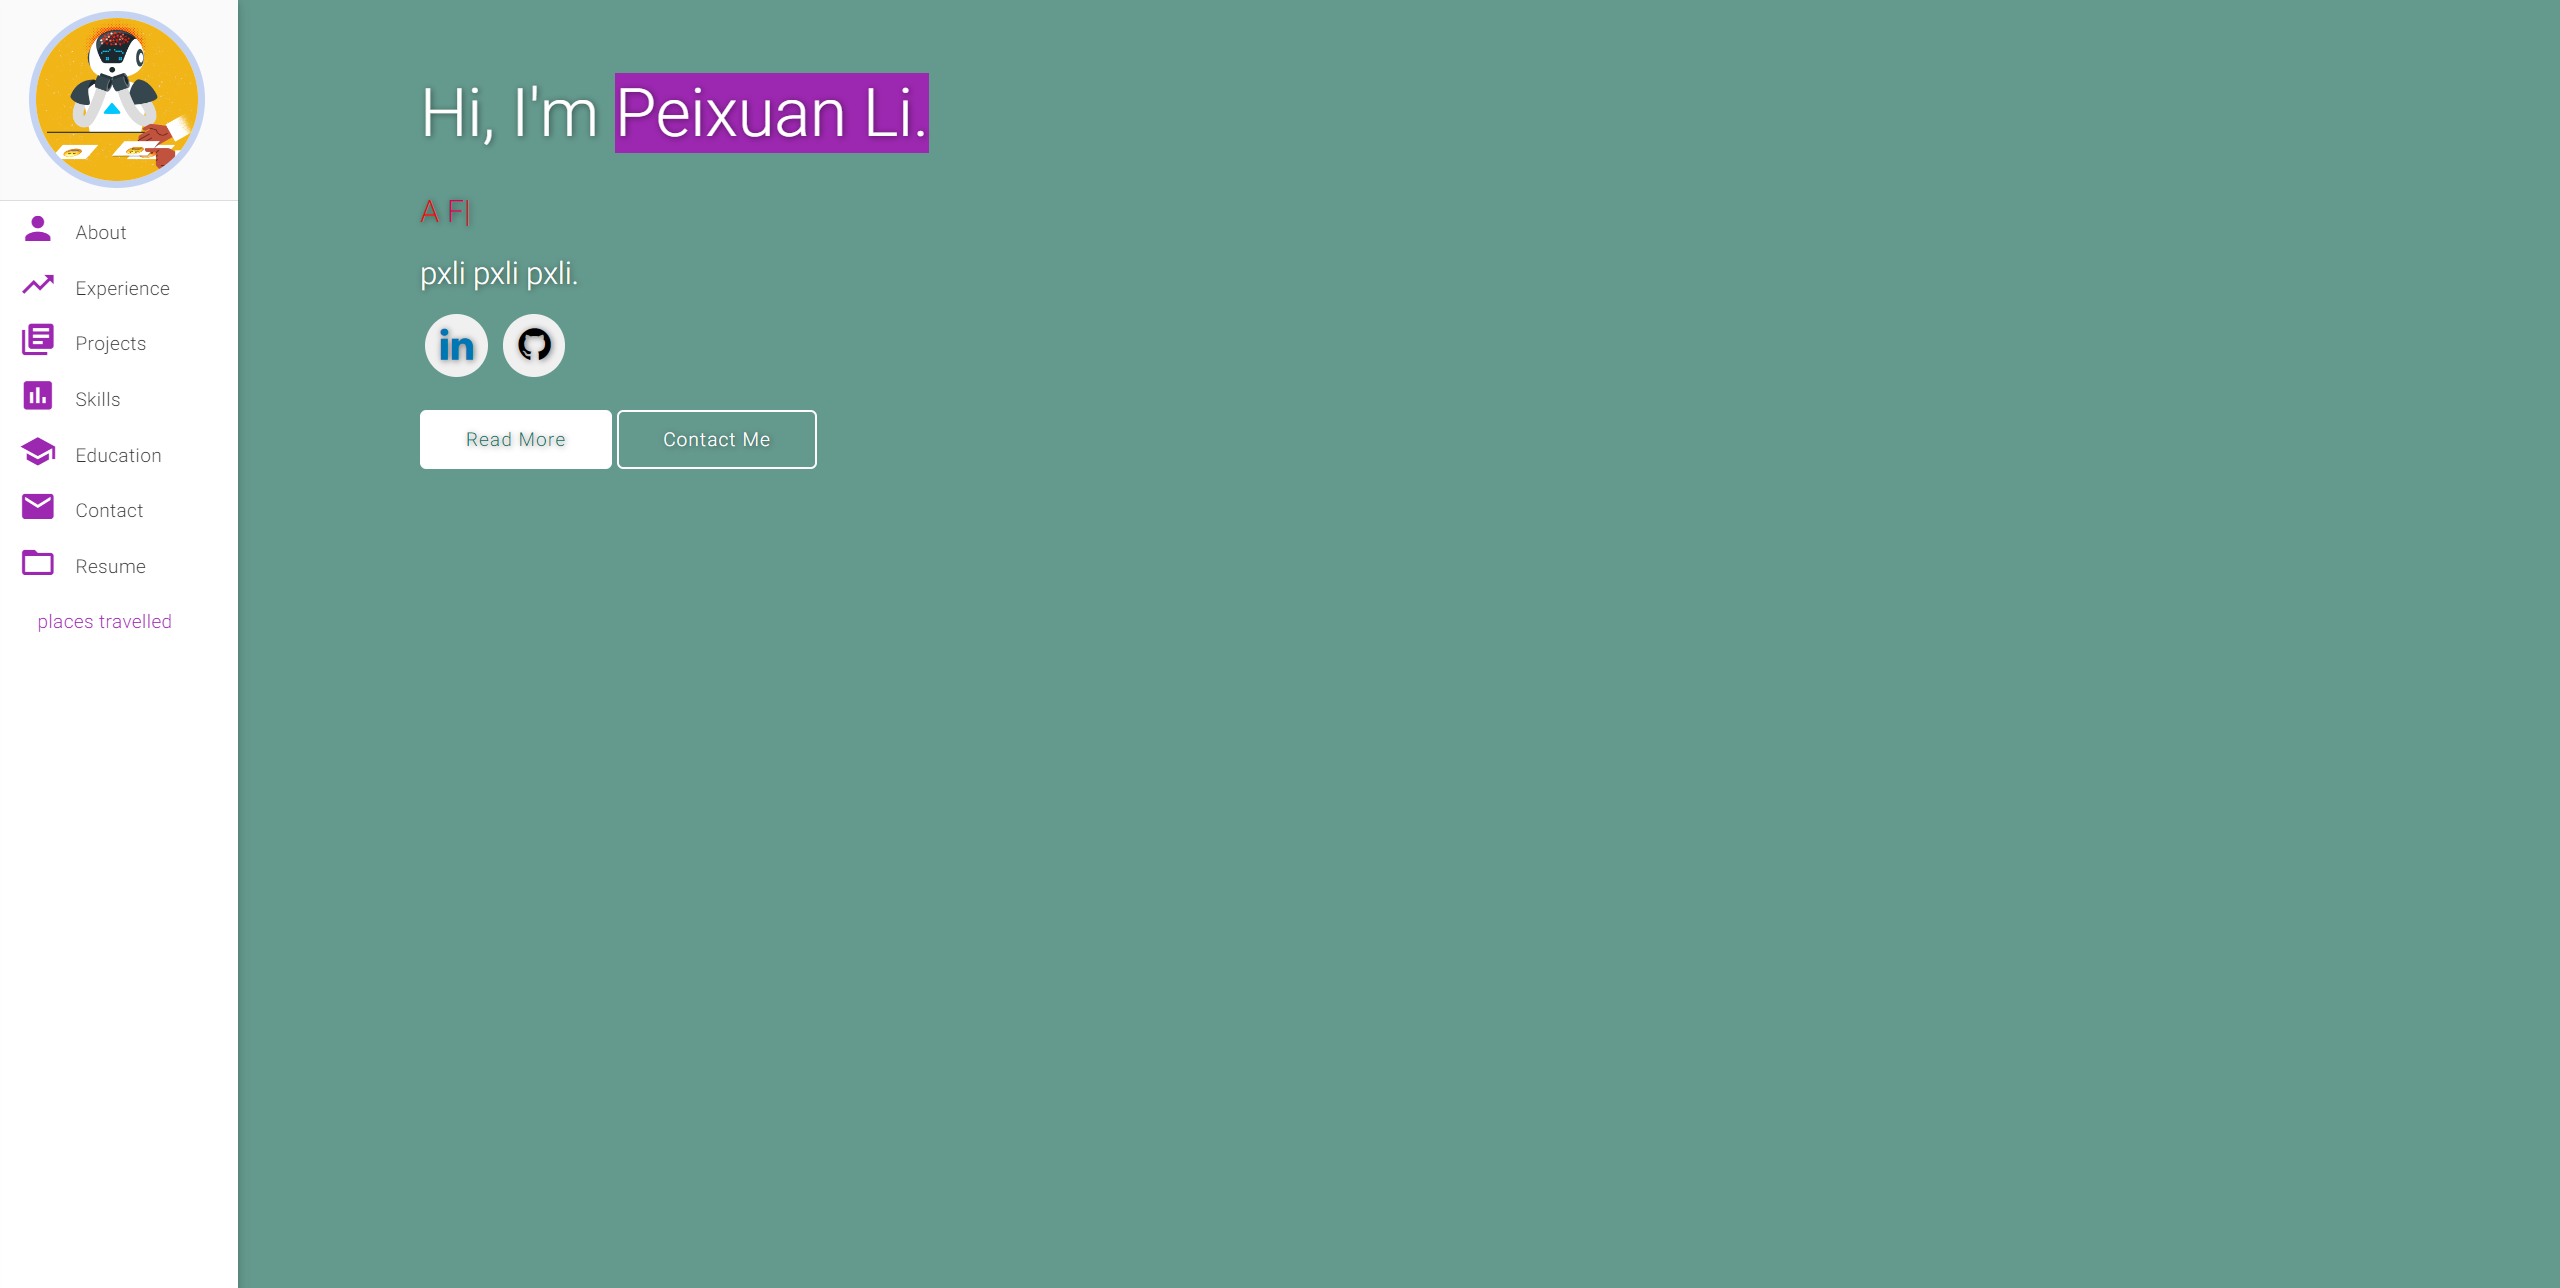 About
Experience
Projects
Skills
Education
Contact
Resume
places travelled
Hi, I'm Peixuan Li.
A F|
pxli pxli pxli.
in
Read More
Contact Me